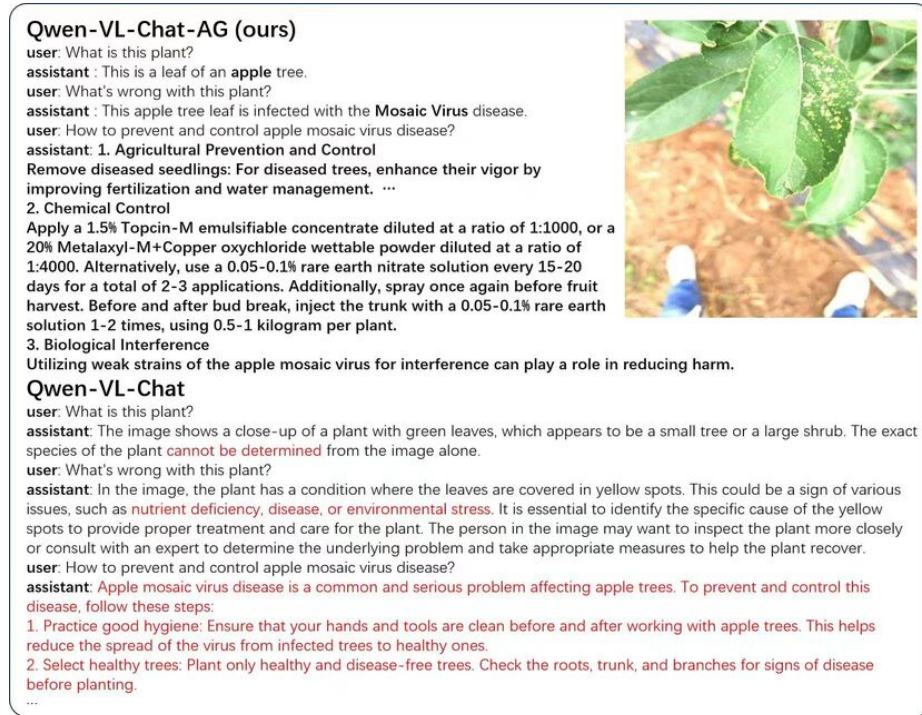 Qwen-VL-Chat-AG (ours)
user: What is this plant?
assistant : This is a leaf of an apple tree.
user: What's wrong with this plant?
assistant : This apple tree leaf is infected with the Mosaic Virus disease.
user: How to prevent and control apple mosaic virus disease?
assistant: 1. Agricultural Prevention and Control
Remove diseased seedlings: For diseased trees, enhance their vigor by
improving fertilization and water management. ···
2. Chemical Control
Apply a 1.5% Topcin-M emulsifiable concentrate diluted at a ratio of 1:1000, or a
20% Metalaxyl-M+Copper oxychloride wettable powder diluted at a ratio of
1:4000. Alternatively, use a 0.05-0.1% rare earth nitrate solution every 15-20
days for a total of 2-3 applications. Additionally, spray once again before fruit
harvest. Before and after bud break, inject the trunk with a 0.05-0.1% rare earth
solution 1-2 times, using 0.5-1 kilogram per plant.
3. Biological Interference
Utilizing weak strains of the apple mosaic virus for interference can play a role in reducing harm.
Qwen-VL-Chat
user: What is this plant?
assistant: The image shows a close-up of a plant with green leaves, which appears to be a small tree or a large shrub. The exact
species of the plant cannot be determined from the image alone.
user: What's wrong with this plant?
assistant: In the image, the plant has a condition where the leaves are covered in yellow spots. This could be a sign of various
issues, such as nutrient deficiency, disease, or environmental stress. It is essential to identify the specific cause of the yellow
spots to provide proper treatment and care for the plant. The person in the image may want to inspect the plant more closely
or consult with an expert to determine the underlying problem and take appropriate measures to help the plant recover.
user: How to prevent and control apple mosaic virus disease?
assistant: Apple mosaic virus disease is a common and serious problem affecting apple trees. To prevent and control this
disease, follow these steps:
1. Practice good hygiene: Ensure that your hands and tools are clean before and after working with apple trees. This helps
reduce the spread of the virus from infected trees to healthy ones.
2. Select healthy trees: Plant only healthy and disease-free trees. Check the roots, trunk, and branches for signs of disease
before planting.
...